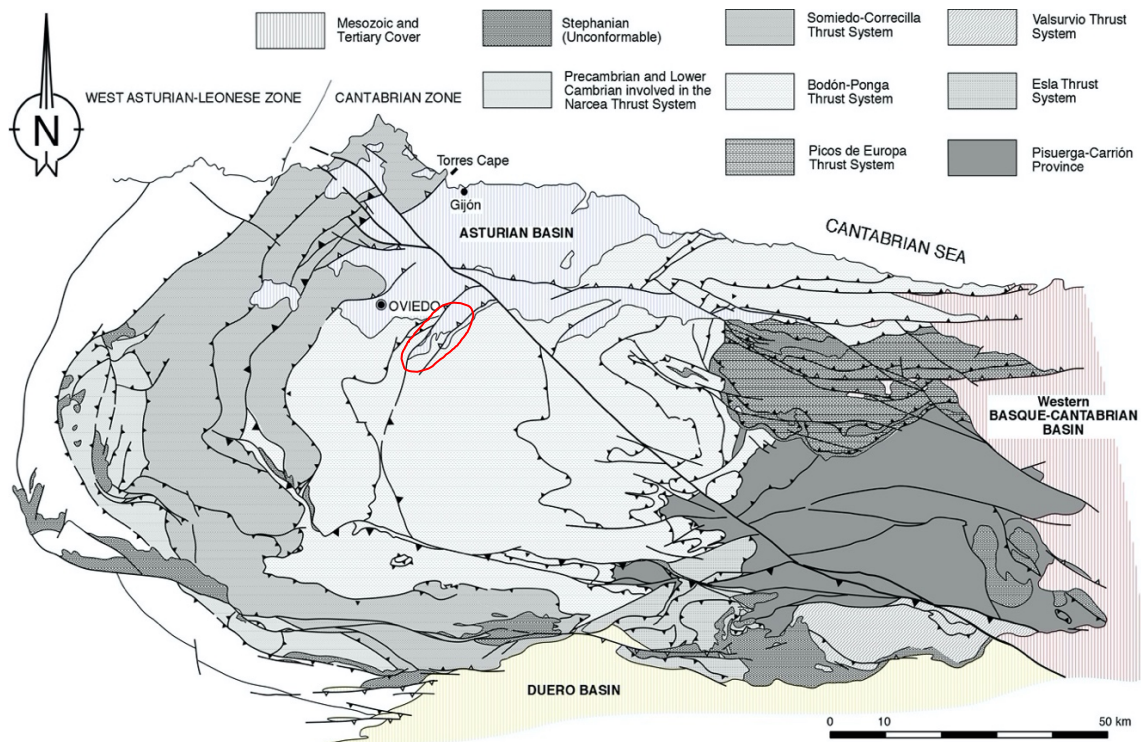 Mesozoic and
Tertiary Cover
Stephanian
(Unconformable)
Somiedo-Correcilla
Thrust System
Valsurvio Thrust
System
Precambrian and Lower
Cambrian involved in the
Narcea Thrust System
Bodón-Ponga
Thrust System
Esla Thrust
System
Picos de Europa
Thrust System
Pisuerga-Carrión
Province
N
WEST ASTURIAN-LEONESE ZONE
CANTABRIAN ZONE
Torres Cape
Gijón
ASTURIAN BASIN
CANTABRIAN SEA
OVIEDO
Western
BASQUE-CANTABRIAN
BASIN
DUERO BASIN
0 10 50 km